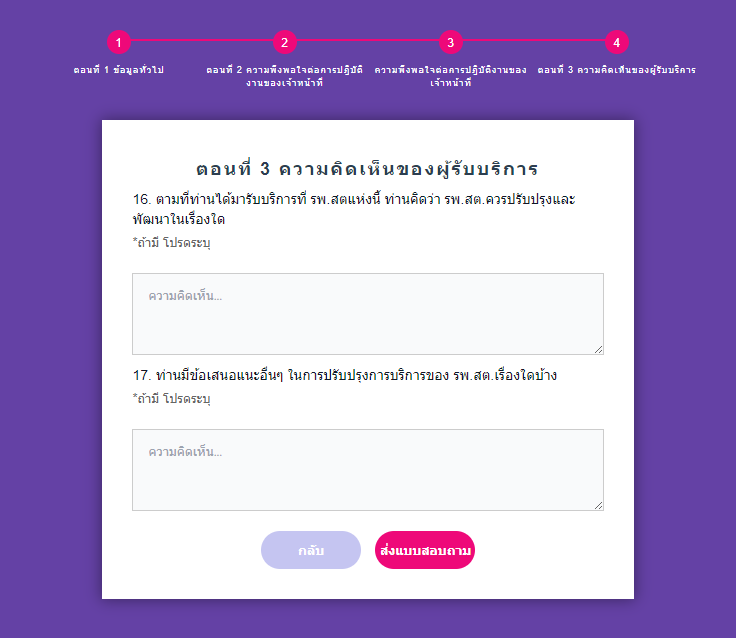 1
2
3
4
ตอนที่ 1 ข้อมูลทั่วไป
ตอนที่ 2 ความพึงพอใจต่อการปฏิบัติ
งานของเจ้าหน้าที่
ความพึงพอใจต่อการปฏิบัติงานของ
เจ้าหน้าที่
ตอนที่ 3 ความคิดเห็นของผู้รับบริการ
ตอนที่ 3 ความคิดเห็นของผู้รับบริการ
16. ตามที่ท่านได้มารับบริการที่ รพ.สตแห่งนี้ ท่านคิดว่า รพ.สต.ควรปรับปรุงและ
พัฒนาในเรื่องใด
*ถ้ามี โปรดระบุ
ความคิดเห็น...
17. ท่านมีข้อเสนอแนะอื่นๆ ในการปรับปรุงการบริการของ รพ.สต.เรื่องใดบ้าง
*ถ้ามี โปรดระบุ
ความคิดเห็น...
กลับ
ส่งแบบสอบถาม